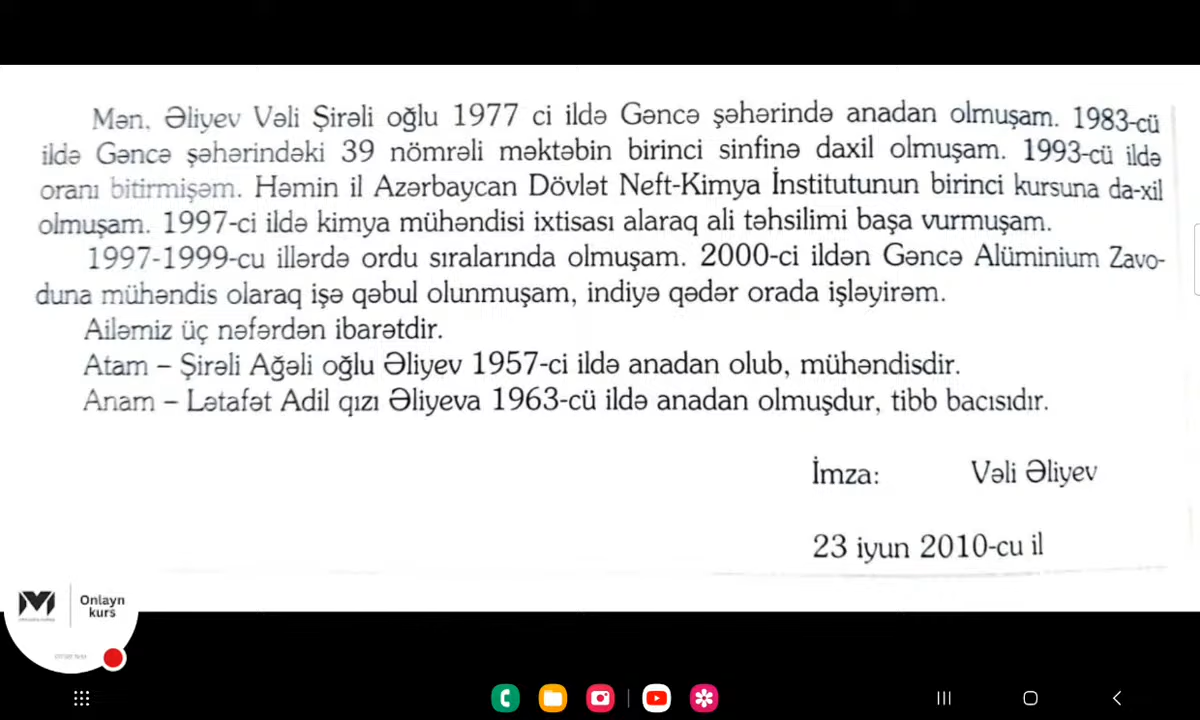 Mən, Əliyev Vəli Şirəli oğlu 1977 ci ildə Gəncə şəhərində anadan olmuşam. 1983-cü
ildə Gəncə şəhərindəki 39 nömrəli məktəbin birinci sinfinə daxil olmuşam. 1993-cü ildə
oranı bitirmişəm. Həmin il Azərbaycan Dövlət Neft-Kimya İnstitutunun birinci kursuna da-xil
olmuşam. 1997-ci ildə kimya mühəndisi ixtisası alaraq ali təhsilimi başa vurmuşam.
1997-1999-cu illərdə ordu sıralarında olmuşam. 2000-ci ildən Gəncə Alüminium Zavo-
duna mühəndis olaraq işə qəbul olunmuşam, indiyə qədər orada işləyirəm.
Ailəmiz üç nəfərdən ibarətdir.
Atam – Şirəli Ağəli oğlu Əliyev 1957-ci ildə anadan olub, mühəndisdir.
Anam – Lətafət Adil qızı Əliyeva 1963-cü ildə anadan olmuşdur, tibb bacısıdır.
İmza: Vəli Əliyev
23 iyun 2010-cu il
Onlayn
kurs